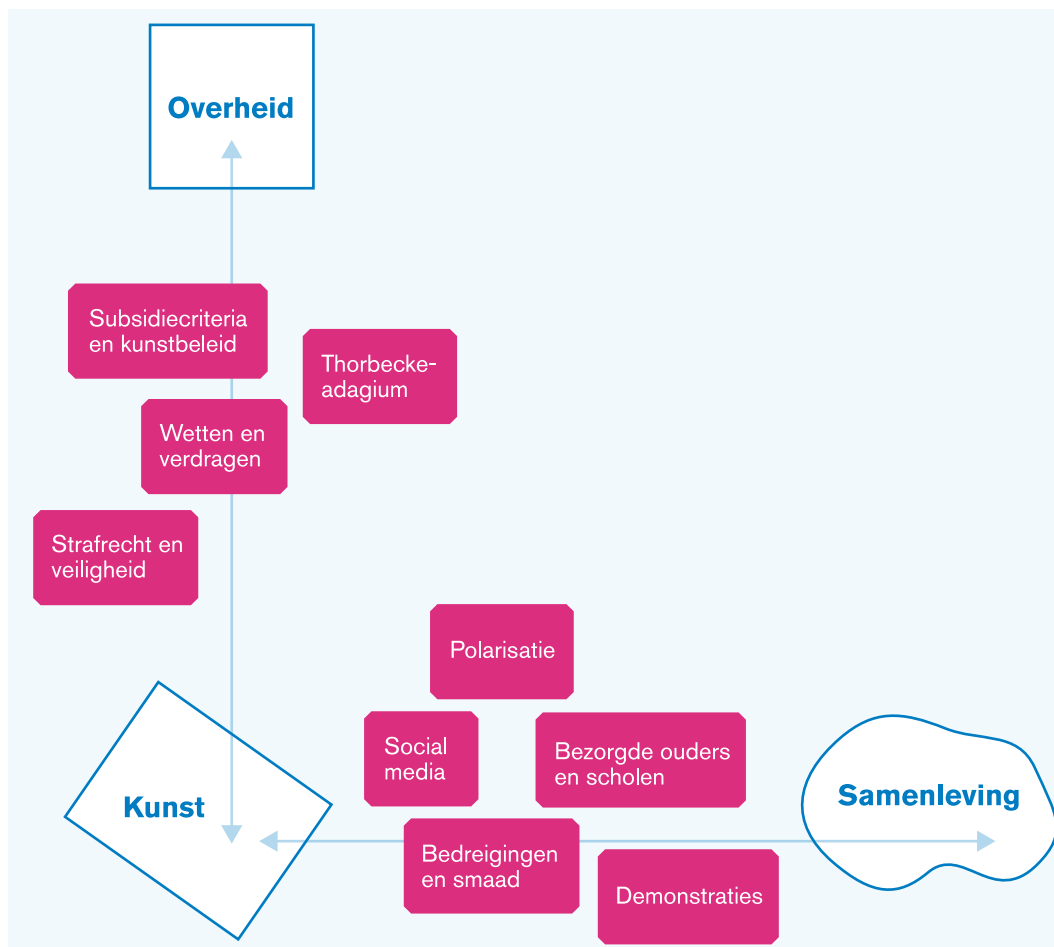 Overheid
Subsidiecriteria
en kunstbeleid
Thorbecke-
adagium
Wetten en
verdragen
Strafrecht en
veiligheid
Polarisatie
Social
media
Bezorgde ouders
en scholen
Kunst
Samenleving
Bedreigingen
en smaad
Demonstraties